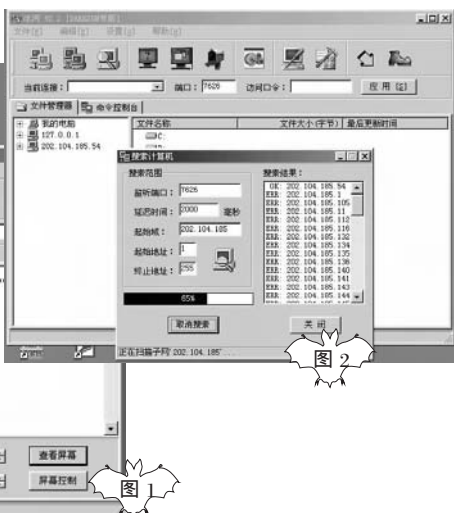 文件[F] 编辑[E] 设置[S] 帮助[H]
当前连接： 端口：7626 访问口令： 应用[S]
文件管理器 命令控制台
我的电脑
127.0.0.1
202.104.185.54
文件名称 文件大小(字节) 最后更新时间
C:
搜索计算机
搜索范围
监听端口：7626
延迟时间：2000 毫秒
起始域：202.104.185
起始地址：1
终止地址：255
65%
取消搜索
搜索结果：
OK: 202.104.185.54
ERR: 202.104.185.1
ERR: 202.104.185.105
ERR: 202.104.185.11
ERR: 202.104.185.112
ERR: 202.104.185.116
ERR: 202.104.185.132
ERR: 202.104.185.134
ERR: 202.104.185.135
ERR: 202.104.185.136
ERR: 202.104.185.140
ERR: 202.104.185.141
ERR: 202.104.185.143
ERR: 202.104.185.144
关闭
正在扫描子网'202.104.185'...
图2
查看屏幕
屏幕控制
图1